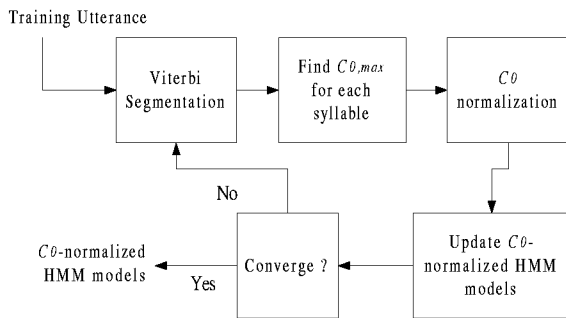 Training Utterance
Viterbi
Segmentation
Find C0,max
for each
syllable
C0
normalization
No
Update C0-
normalized HMM
models
Converge ?
Yes
C0-normalized
HMM models